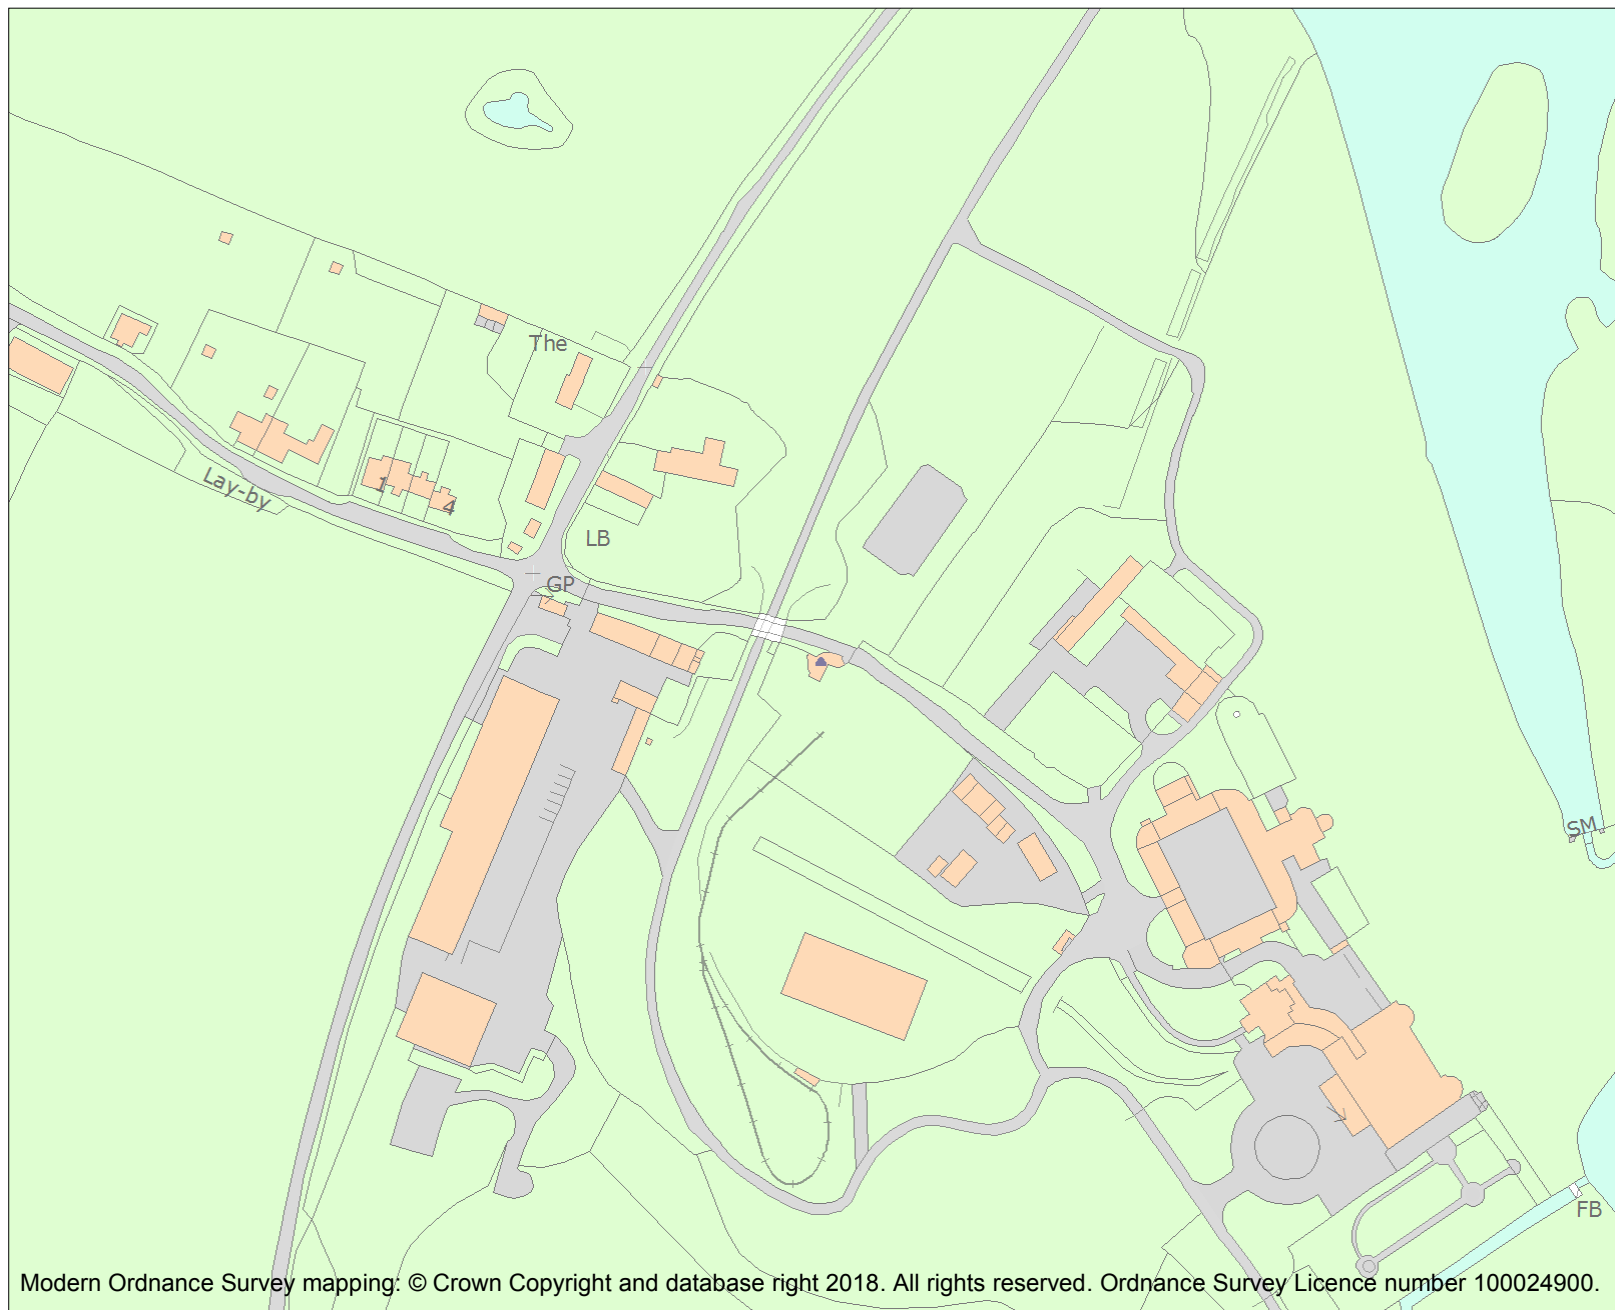 The
Lay-by
1
4
LB
GP
SM
FB
Modern Ordnance Survey mapping: © Crown Copyright and database right 2018. All rights reserved. Ordnance Survey Licence number 100024900.